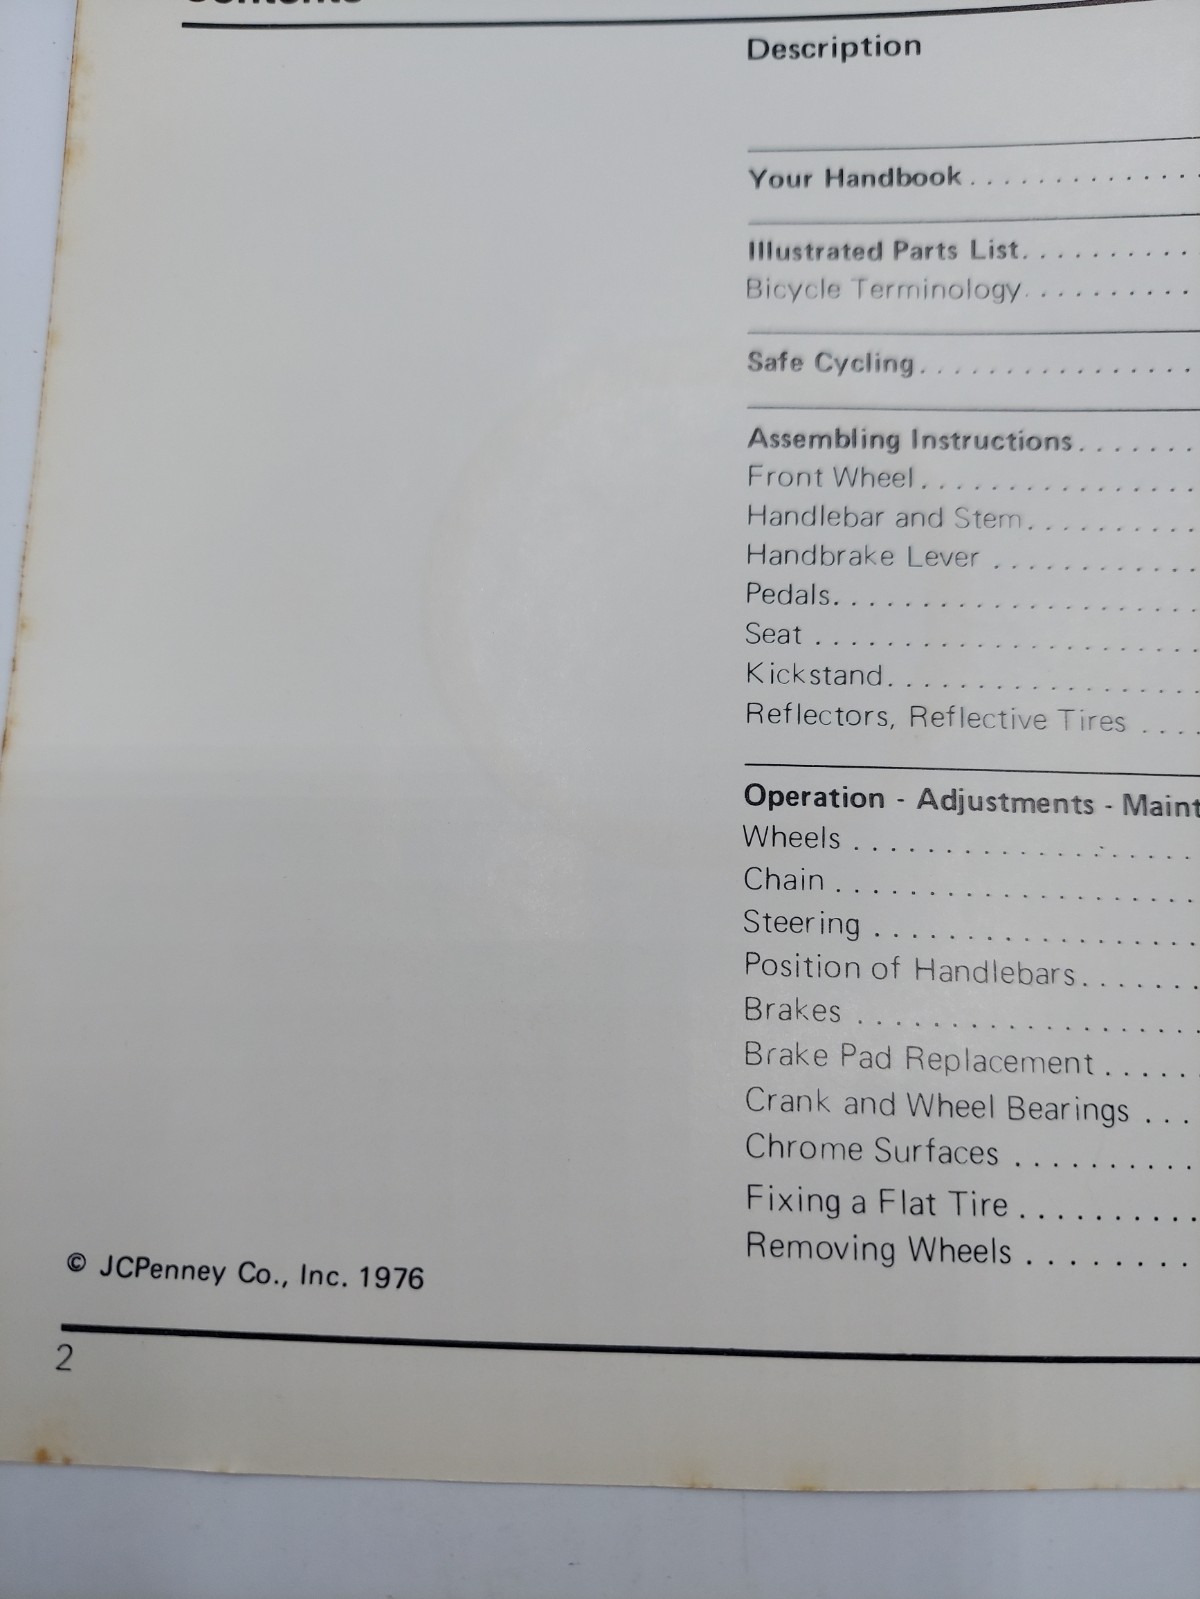 Contents
Description
Your Handbook . . . . . . . . . . . . . .
Illustrated Parts List. . . . . . . . . . .
Bicycle Terminology. . . . . . . . . . .
Safe Cycling. . . . . . . . . . . . . . . . .
Assembling Instructions. . . . . . .
Front Wheel. . . . . . . . . . . . . . . .
Handlebar and Stem. . . . . . . . . .
Handbrake Lever . . . . . . . . . . . .
Pedals. . . . . . . . . . . . . . . . . . . .
Seat . . . . . . . . . . . . . . . . . . . . .
Kickstand. . . . . . . . . . . . . . . . .
Reflectors, Reflective Tires . . . .
Operation - Adjustments - Maint
Wheels . . . . . . . . . . . . . . . . . . .
Chain . . . . . . . . . . . . . . . . . . . .
Steering . . . . . . . . . . . . . . . . . .
Position of Handlebars. . . . . . .
Brakes . . . . . . . . . . . . . . . . . . .
Brake Pad Replacement . . . . .
Crank and Wheel Bearings . . .
Chrome Surfaces . . . . . . . . . .
Fixing a Flat Tire . . . . . . . . . .
Removing Wheels . . . . . . . . .
© JCPenney Co., Inc. 1976
2